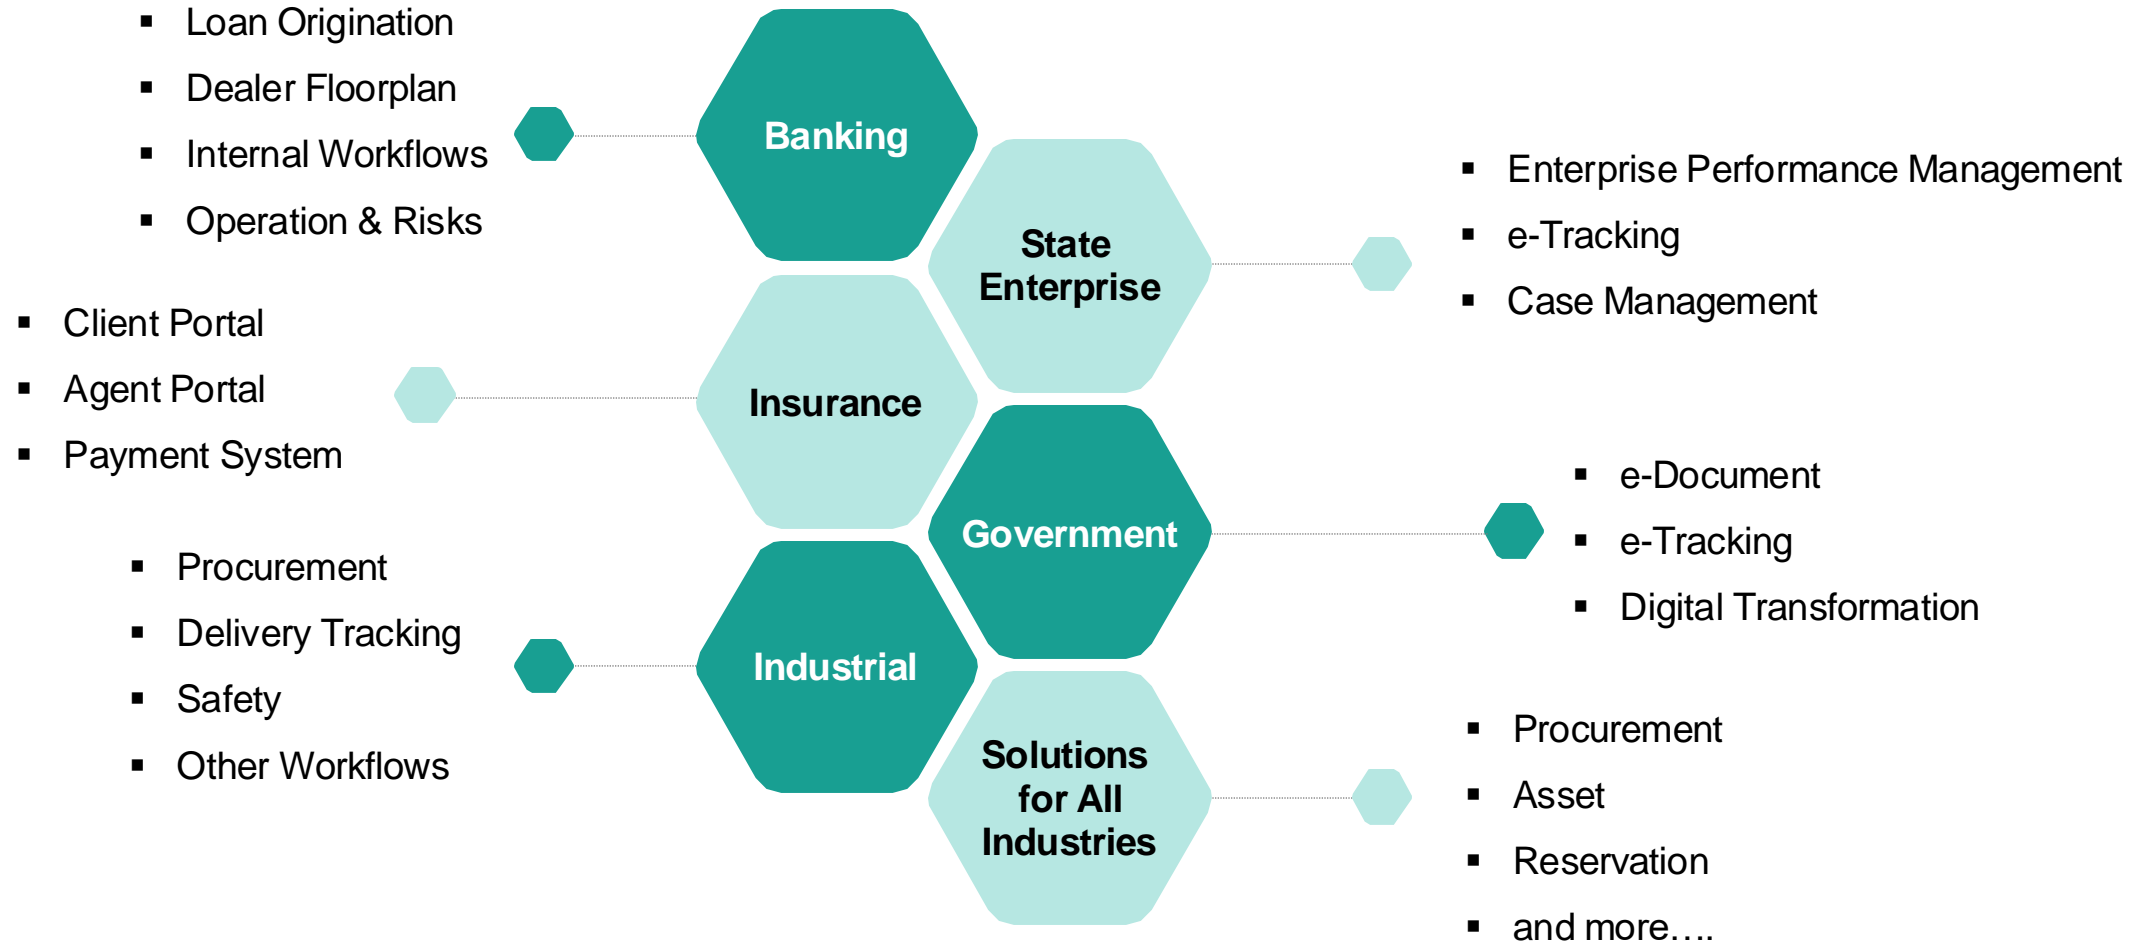 Banking
▪ Loan Origination
▪ Dealer Floorplan
▪ Internal Workflows
▪ Operation & Risks
State
Enterprise
▪ Enterprise Performance Management
▪ e-Tracking
▪ Case Management
Insurance
▪ Client Portal
▪ Agent Portal
▪ Payment System
Government
▪ e-Document
▪ e-Tracking
▪ Digital Transformation
Industrial
▪ Procurement
▪ Delivery Tracking
▪ Safety
▪ Other Workflows
Solutions
for All
Industries
▪ Procurement
▪ Asset
▪ Reservation
▪ and more….